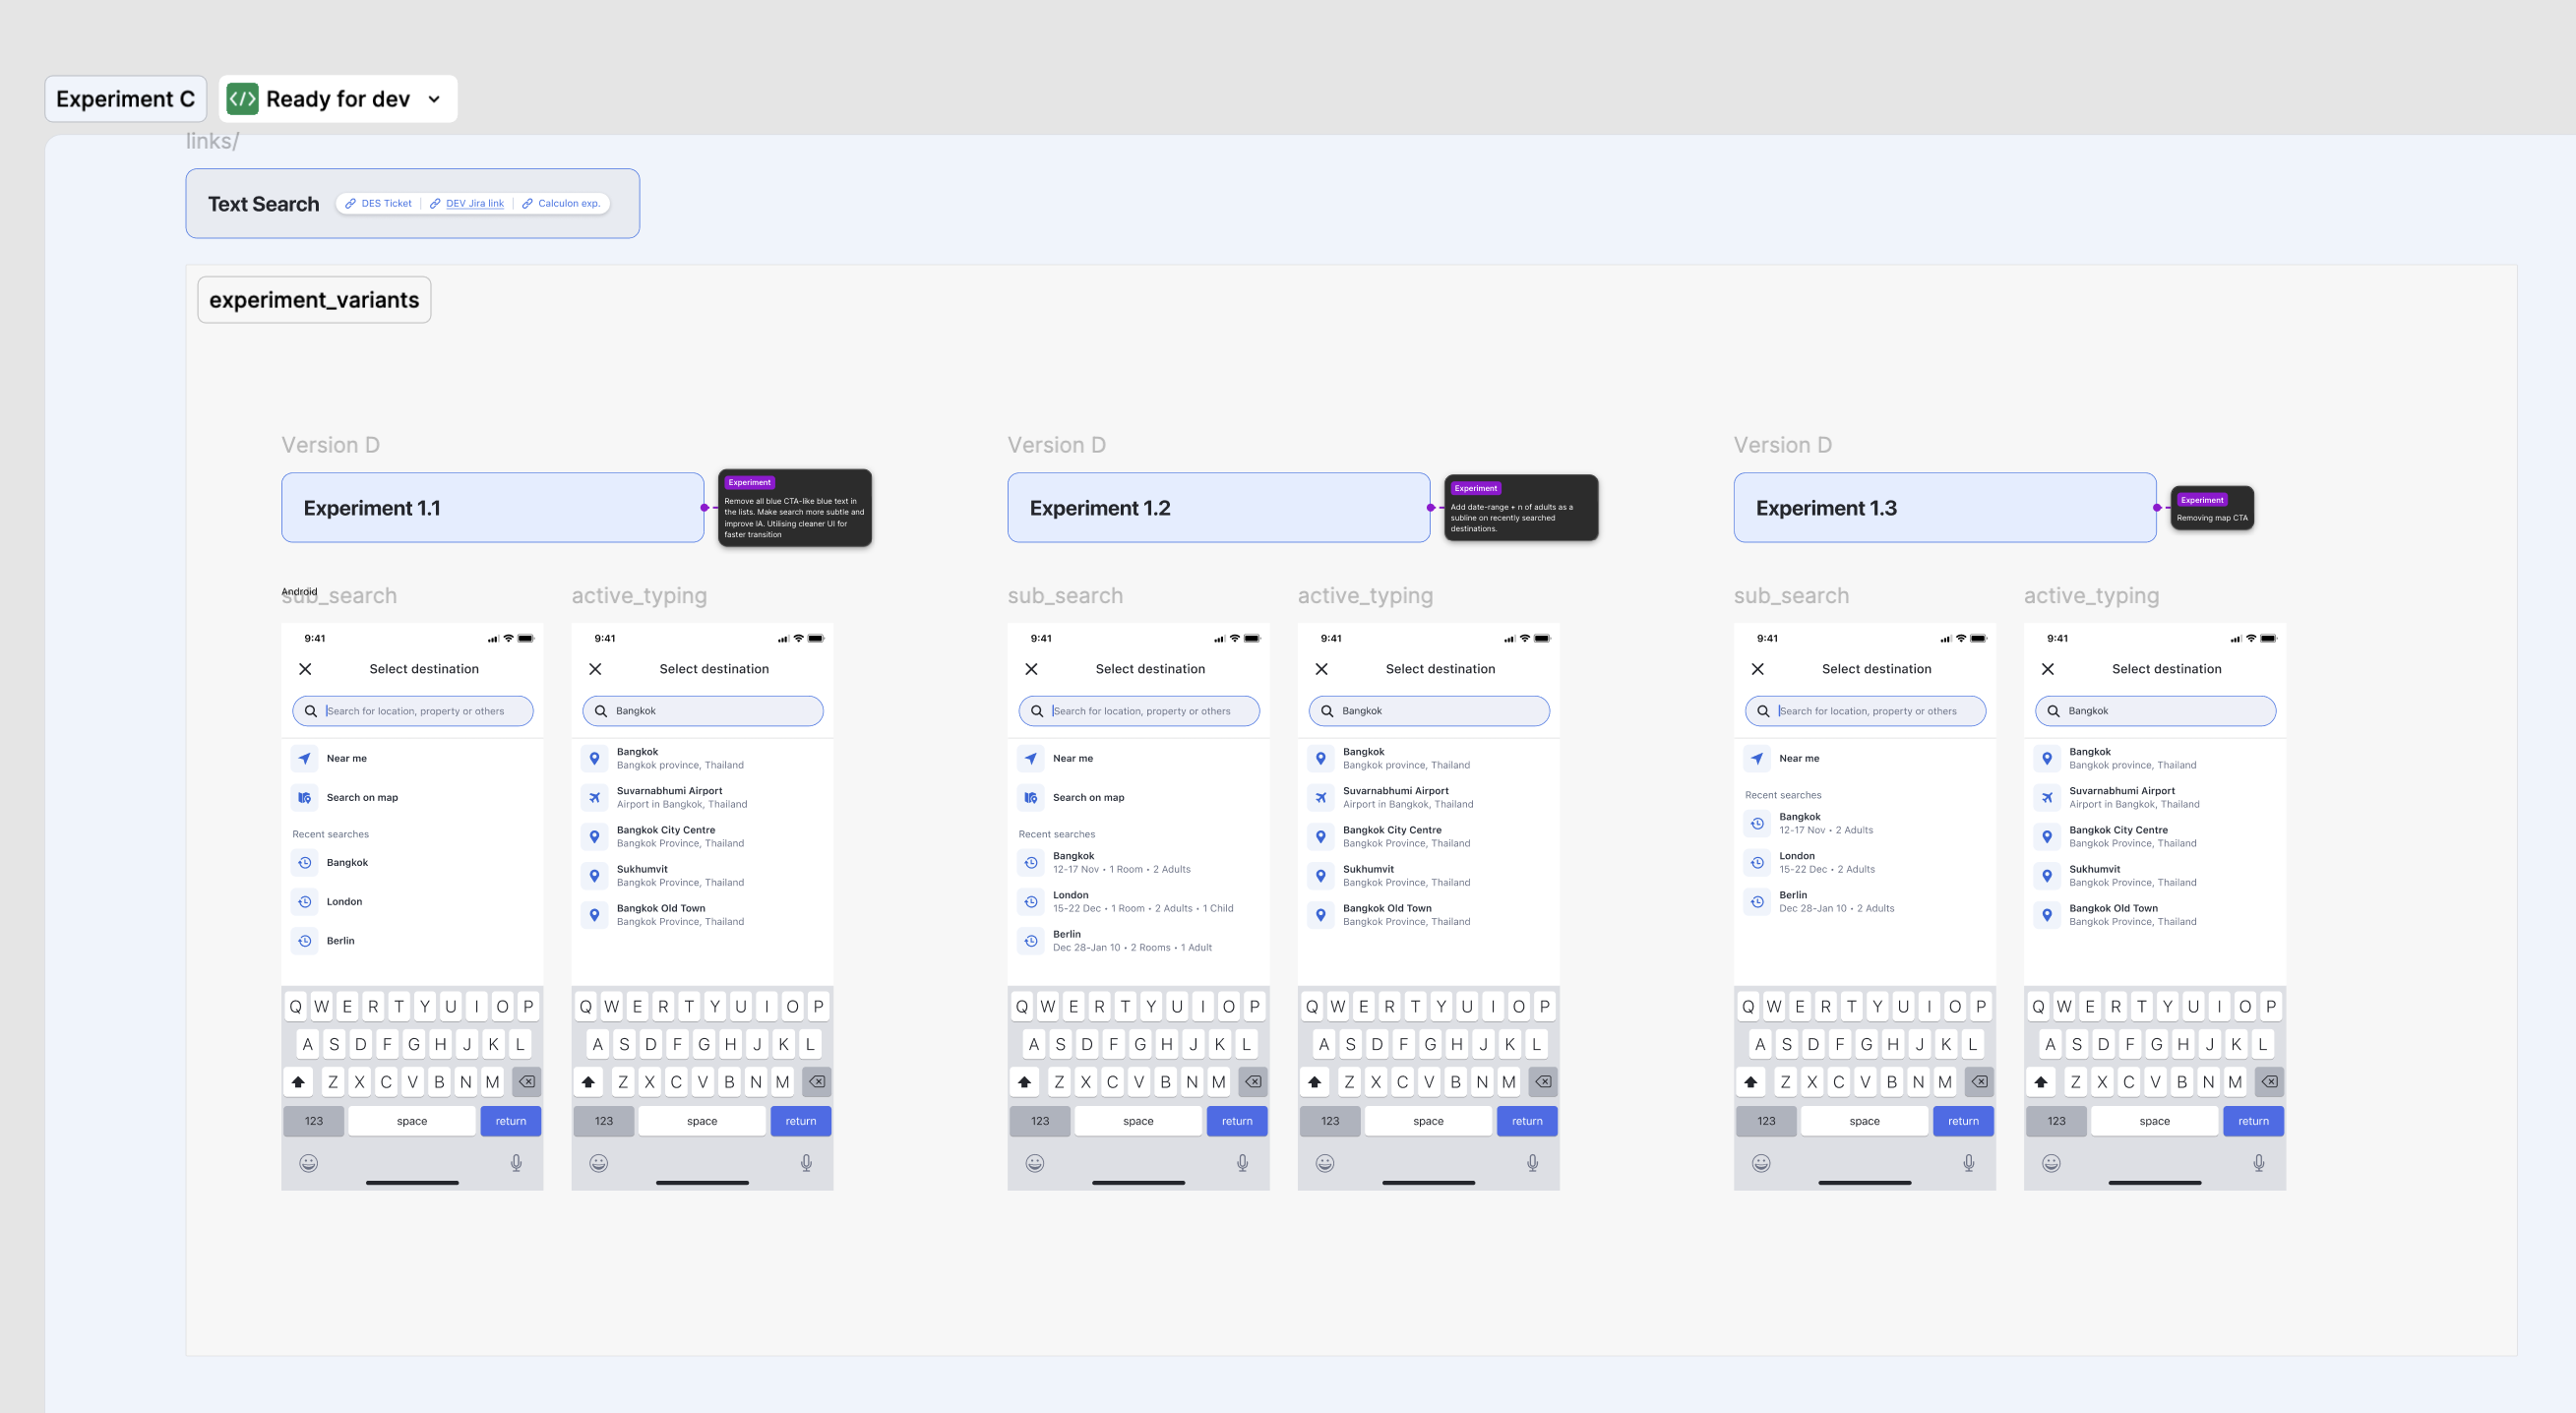 Experiment C
Ready for dev
links/
Text Search
DES Ticket
DEV Jira link
Calculon exp.
experiment_variants
Version D
Experiment 1.1
Experiment
Remove all blue CTA-like blue text in
the lists. Make search more subtle and
improve IA. Utilising cleaner UI for
faster transition
Android
sub_search
9:41
Select destination
Search for location, property or others
Near me
Search on map
Recent searches
Bangkok
London
Berlin
Q W E R T Y U I O P
A S D F G H J K L
Z X C V B N M
123 space return
active_typing
9:41
Select destination
Bangkok
Bangkok
Bangkok province, Thailand
Suvarnabhumi Airport
Airport in Bangkok, Thailand
Bangkok City Centre
Bangkok Province, Thailand
Sukhumvit
Bangkok Province, Thailand
Bangkok Old Town
Bangkok Province, Thailand
Q W E R T Y U I O P
A S D F G H J K L
Z X C V B N M
123 space return
Version D
Experiment 1.2
Experiment
Add date-range + n of adults as a
subline on recently searched
destinations.
sub_search
9:41
Select destination
Search for location, property or others
Near me
Search on map
Recent searches
Bangkok
12-17 Nov • 1 Room • 2 Adults
London
15-22 Dec • 1 Room • 2 Adults • 1 Child
Berlin
Dec 28-Jan 10 • 2 Rooms • 1 Adult
Q W E R T Y U I O P
A S D F G H J K L
Z X C V B N M
123 space return
active_typing
9:41
Select destination
Bangkok
Bangkok
Bangkok province, Thailand
Suvarnabhumi Airport
Airport in Bangkok, Thailand
Bangkok City Centre
Bangkok Province, Thailand
Sukhumvit
Bangkok Province, Thailand
Bangkok Old Town
Bangkok Province, Thailand
Q W E R T Y U I O P
A S D F G H J K L
Z X C V B N M
123 space return
Version D
Experiment 1.3
Experiment
Removing map CTA
sub_search
9:41
Select destination
Search for location, property or others
Near me
Recent searches
Bangkok
12-17 Nov • 2 Adults
London
15-22 Dec • 2 Adults
Berlin
Dec 28-Jan 10 • 2 Adults
Q W E R T Y U I O P
A S D F G H J K L
Z X C V B N M
123 space return
active_typing
9:41
Select destination
Bangkok
Bangkok
Bangkok province, Thailand
Suvarnabhumi Airport
Airport in Bangkok, Thailand
Bangkok City Centre
Bangkok Province, Thailand
Sukhumvit
Bangkok Province, Thailand
Bangkok Old Town
Bangkok Province, Thailand
Q W E R T Y U I O P
A S D F G H J K L
Z X C V B N M
123 space return